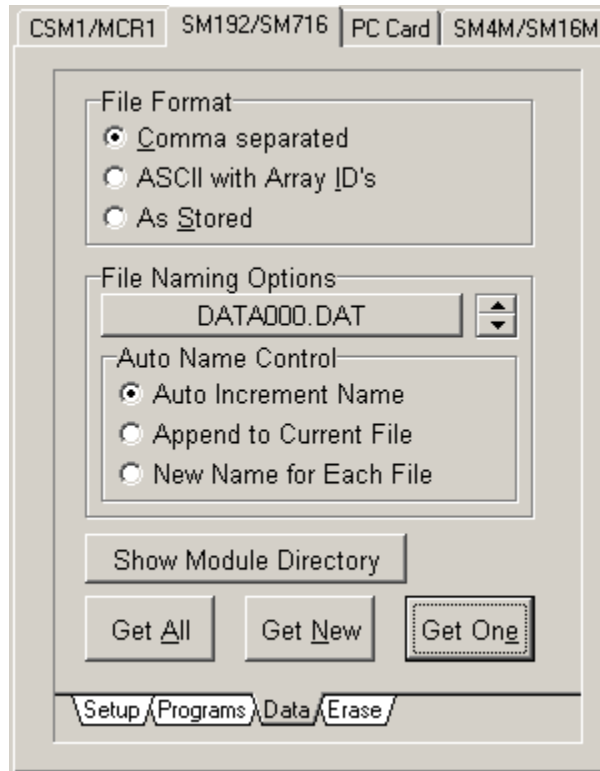 CSM1/MCR1 SM192/SM716 PC Card SM4M/SM16M
File Format
Comma separated
ASCII with Array ID's
As Stored
File Naming Options
DATA000.DAT
Auto Name Control
Auto Increment Name
Append to Current File
New Name for Each File
Show Module Directory
Get All Get New Get One
Setup Programs Data Erase